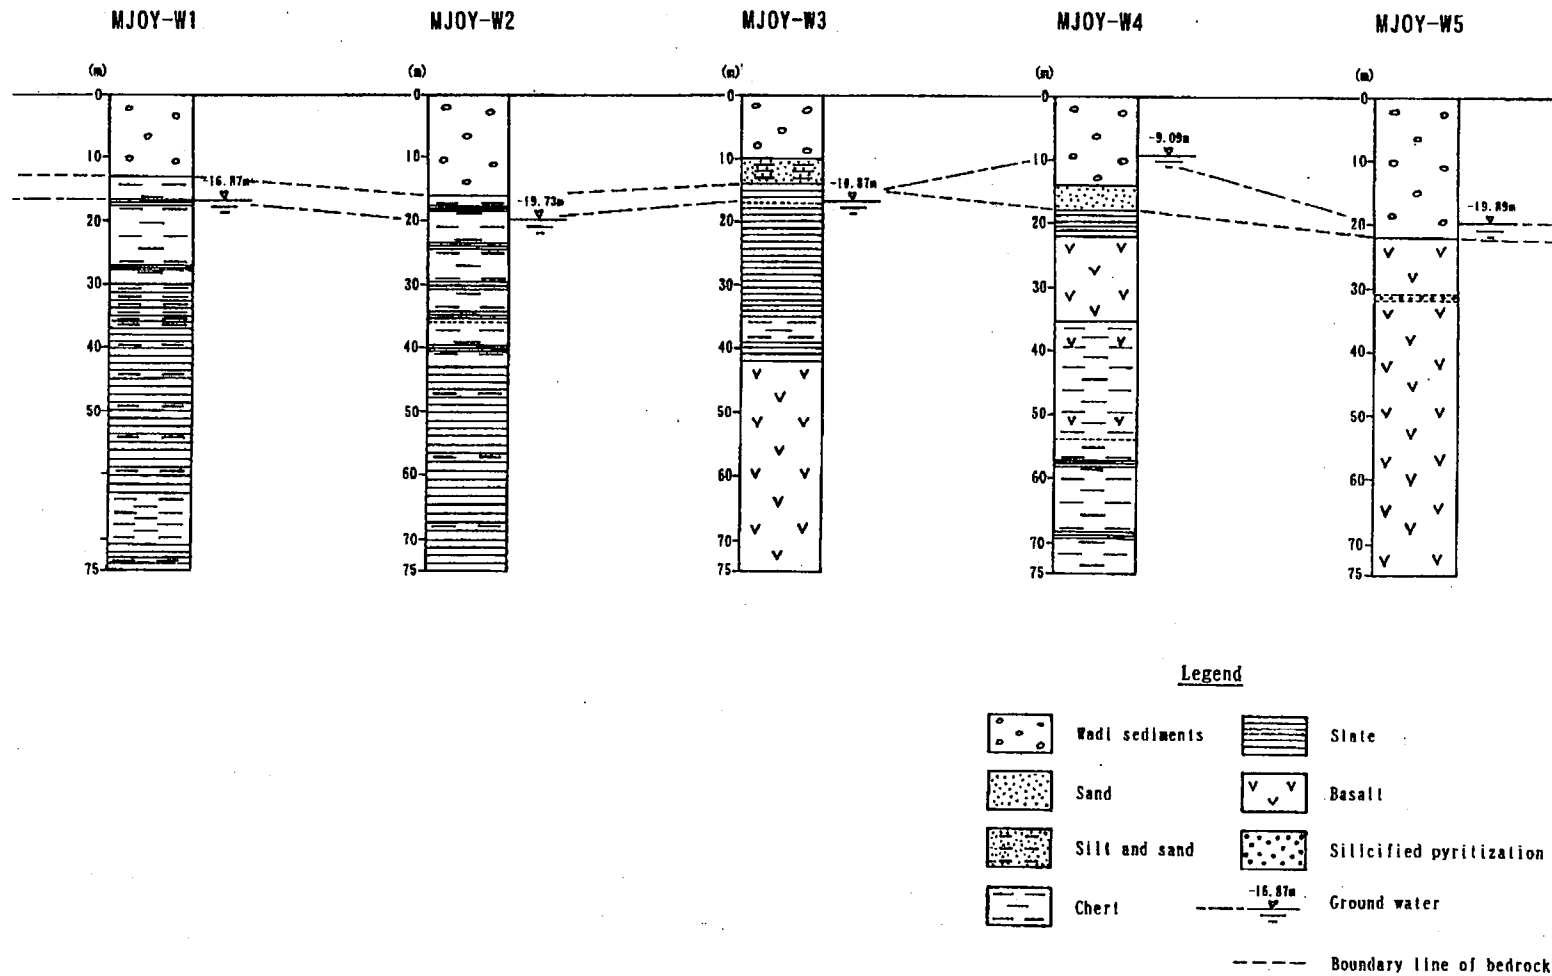 MJOY-W1 MJOY-W2 MJOY-W3 MJOY-W4 MJOY-W5
(m) (m) (m) (m) (m)
0 0 0 0 0
-9.09m
10 10 10 10 10
-16.87m -19.73m -10.87m -19.89m
20 20 20 20 20
30 30 30 30 30
40 40 40 40 40
50 50 50 50 50
60 60 60 60
70 70 70 70
75 75 75 75 75
Legend
Wadi sediments Slate
Sand Basalt
Silt and sand Silicified pyritization
-16.87m
Chert Ground water
Boundary line of bedrock